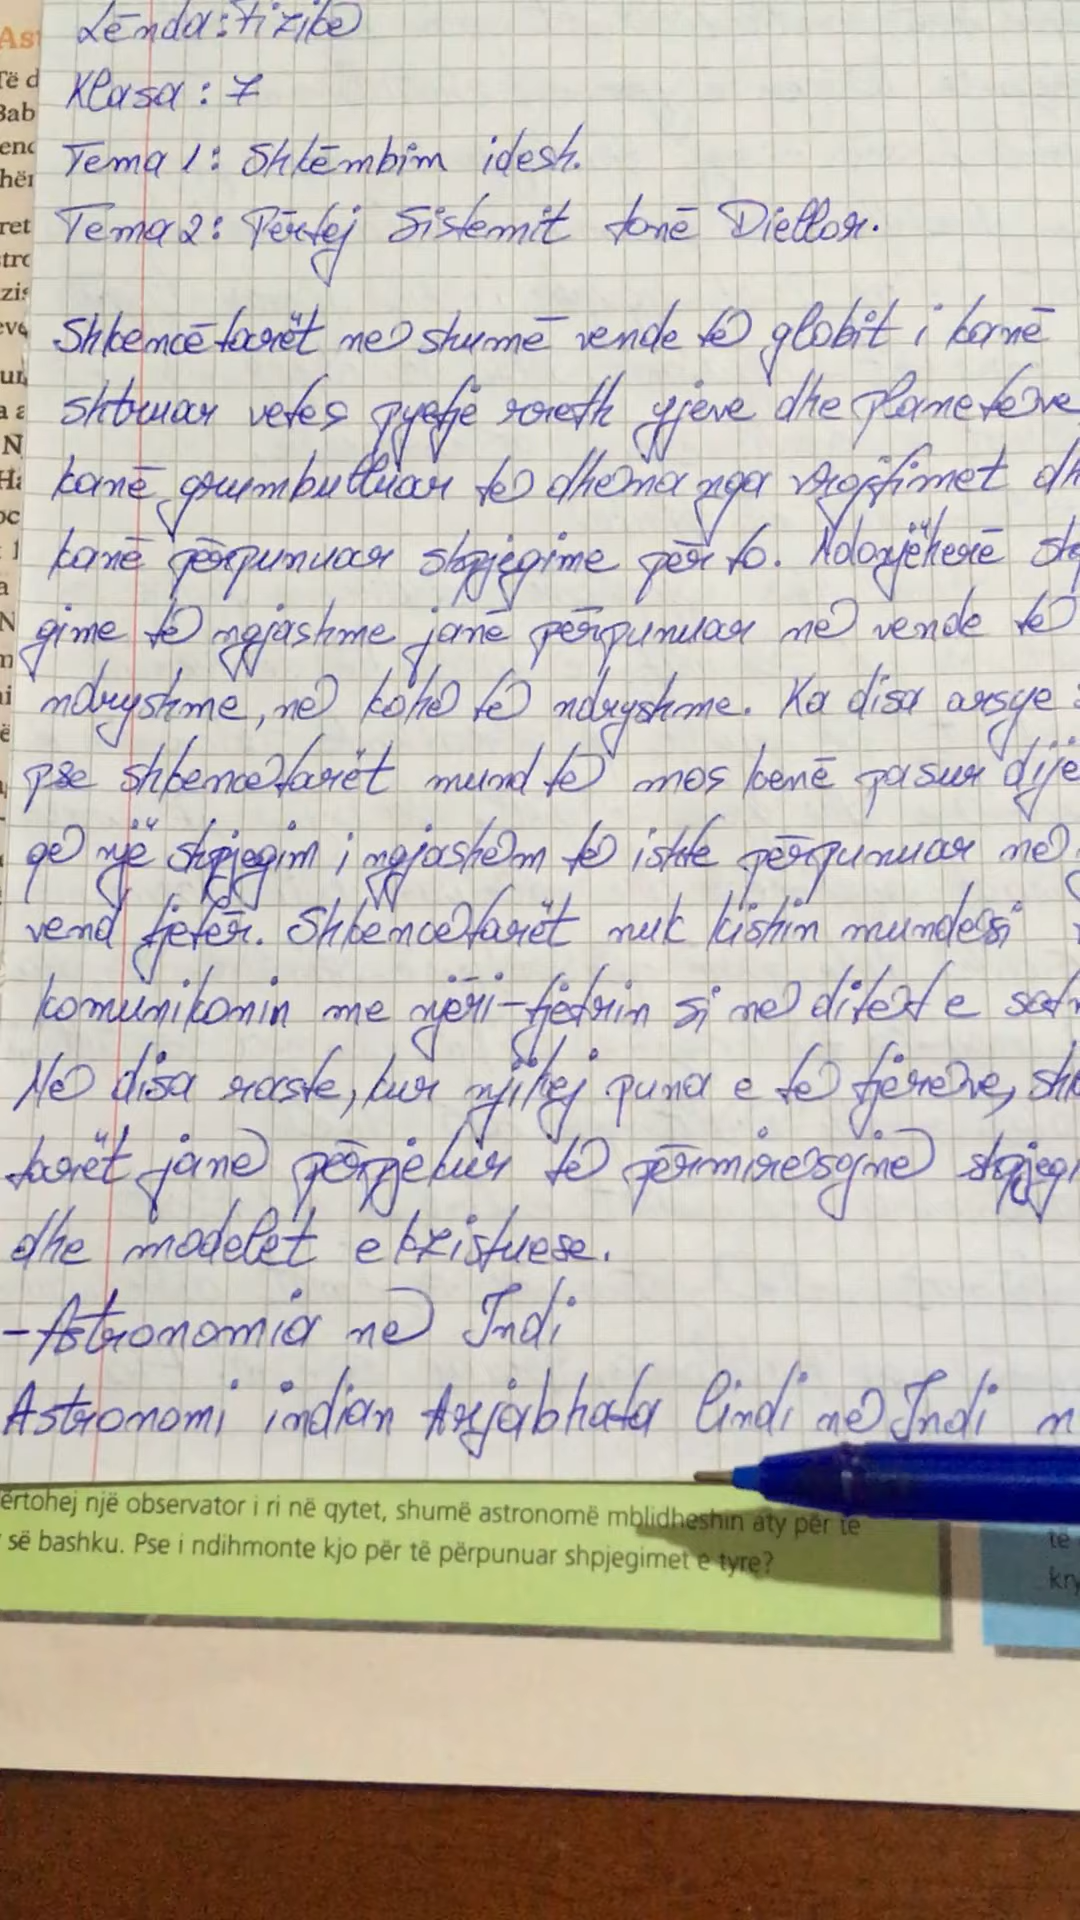 Lënda: Fizikë
Klasa: 7
Tema 1: Shkëmbim idesh.
Tema 2: Përtej Sistemit tonë Diellor.
Shkencëtarët në shumë vende të globit i kanë
shtruar vetes pyetje rreth yjeve dhe planetëve,
kanë grumbulluar të dhëna nga vrojtimet dh
kanë përpunuar shpjegime për to. Ndonjëherë shp
gime të ngjashme janë përpunuar në vende të
ndryshme, në kohë të ndryshme. Ka disa arsye
pse shkencëtarët mund të mos kenë pasur dije
që një shpjegim i ngjashëm të ishte përpunuar në
vend tjetër. Shkencëtarët nuk kishin mundësi
komunikonin me njëri-tjetrin si në ditët e sot
Në disa raste, kur njihej puna e të tjerëve, shk
tarët janë përpjekur të përmirësojnë shpjegi
dhe modelet ekzistuese.
-Astronomia në Indi
Astronomi indian Arjabhata lindi në Indi n
ërtohej një observator i ri në qytet, shumë astronomë mblidheshin aty për të
së bashku. Pse i ndihmonte kjo për të përpunuar shpjegimet e tyre?
të
kry